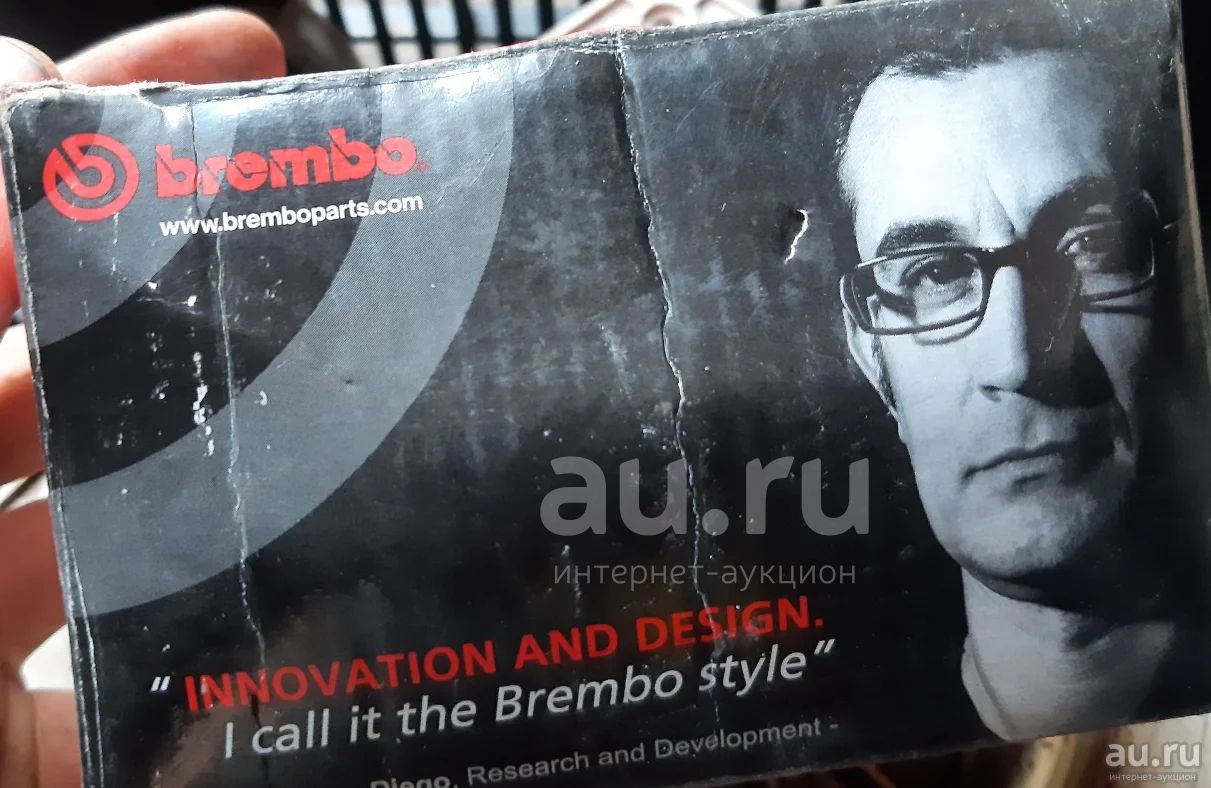 brembo
www.bremboparts.com
au.ru
интернет-аукцион
" INNOVATION AND DESIGN.
I call it the Brembo style"
Diego, Research and Development -
au.ru
интернет-аукцион